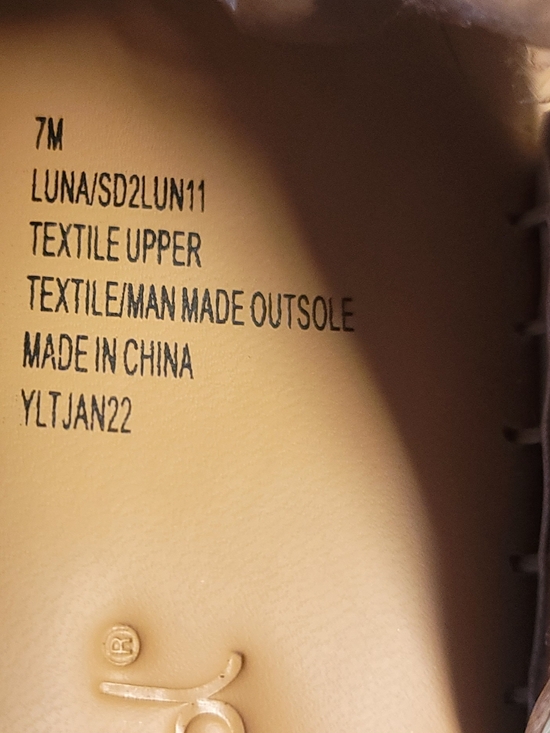 7M
LUNA/SD2LUN11
TEXTILE UPPER
TEXTILE/MAN MADE OUTSOLE
MADE IN CHINA
YLTJAN22
®